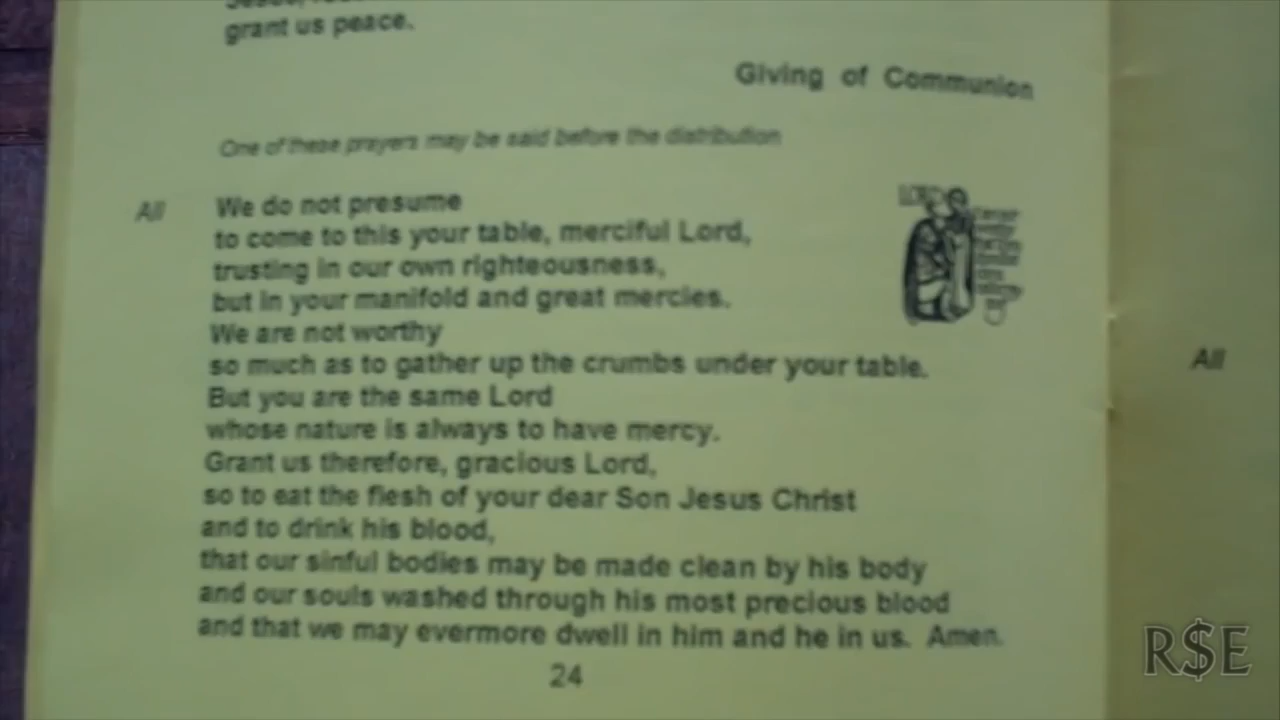 grant us peace.
Giving of Communion
One of these prayers may be said before the distribution
All
We do not presume
to come to this your table, merciful Lord,
trusting in our own righteousness,
but in your manifold and great mercies.
We are not worthy
so much as to gather up the crumbs under your table.
But you are the same Lord
whose nature is always to have mercy.
Grant us therefore, gracious Lord,
so to eat the flesh of your dear Son Jesus Christ
and to drink his blood,
that our sinful bodies may be made clean by his body
and our souls washed through his most precious blood
and that we may evermore dwell in him and he in us. Amen.
24
LORD
All
R$E